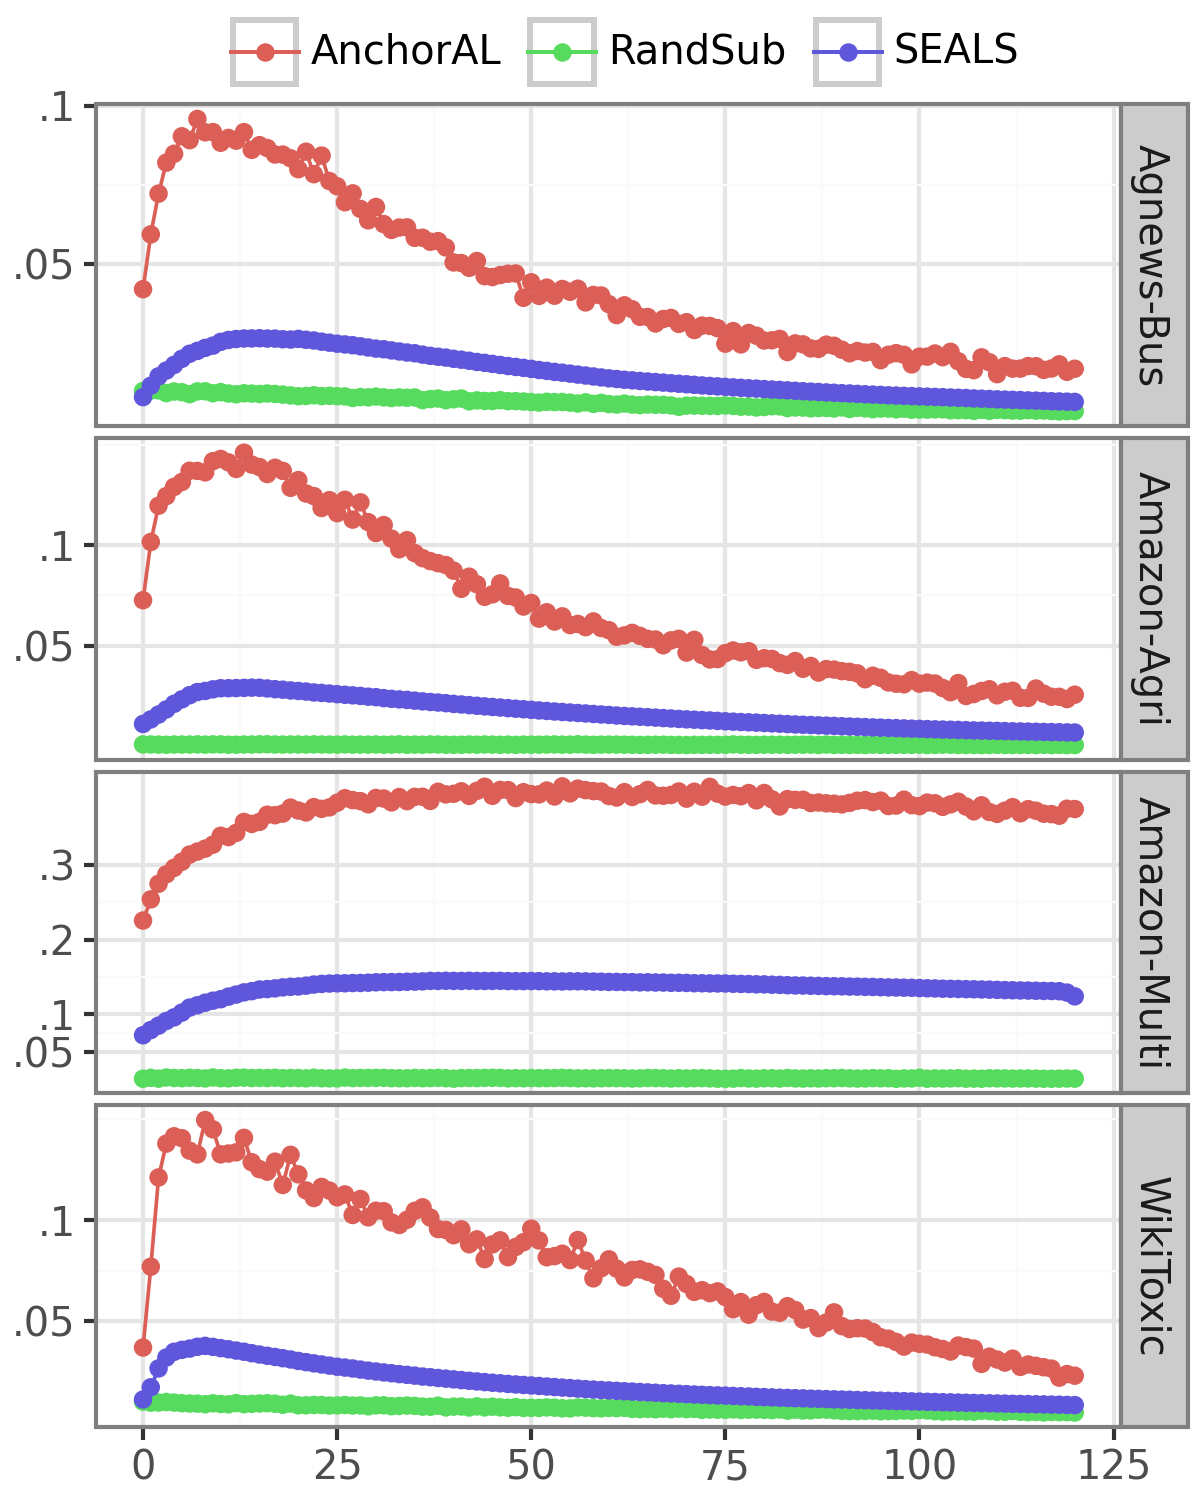 AnchorAL RandSub SEALS
.1
.05
Agnews-Bus
.1
.05
Amazon-Agri
.3
.2
.1
.05
Amazon-Multi
.1
.05
WikiToxic
0 25 50 75 100 125